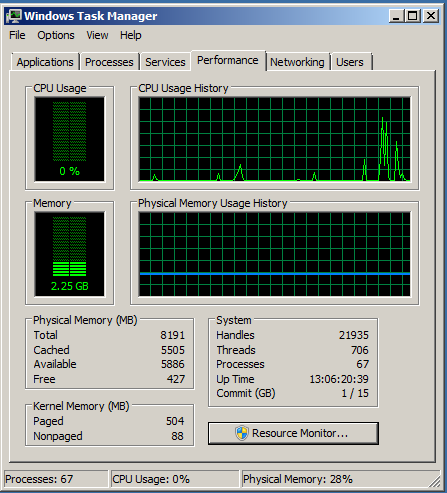 Windows Task Manager
File Options View Help
Applications Processes Services Performance Networking Users
CPU Usage
CPU Usage History
0 %
Memory
Physical Memory Usage History
2.25 GB
Physical Memory (MB)
Total 8191
Cached 5505
Available 5886
Free 427
System
Handles 21935
Threads 706
Processes 67
Up Time 13:06:20:39
Commit (GB) 1 / 15
Kernel Memory (MB)
Paged 504
Nonpaged 88
Resource Monitor...
Processes: 67 CPU Usage: 0% Physical Memory: 28%